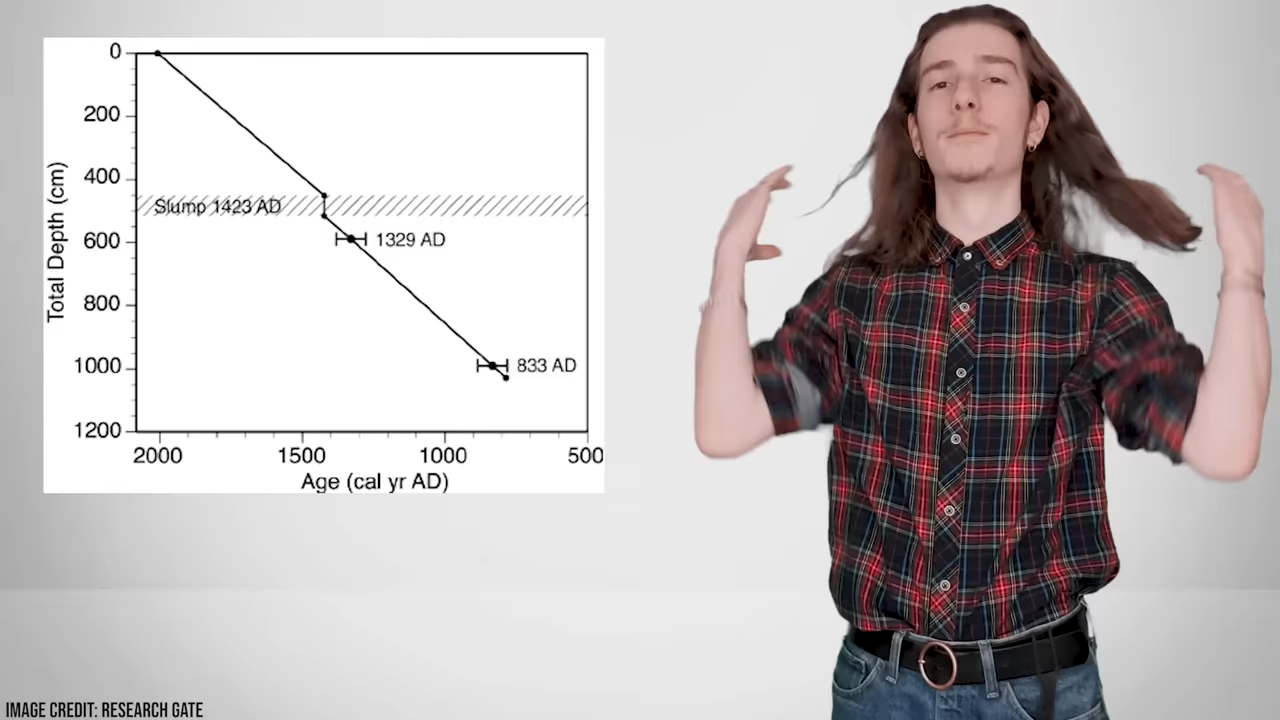 0
200
400
600
800
1000
1200
Total Depth (cm)
Slump 1423 AD
1329 AD
833 AD
2000
1500
1000
500
Age (cal yr AD)
IMAGE CREDIT: RESEARCH GATE